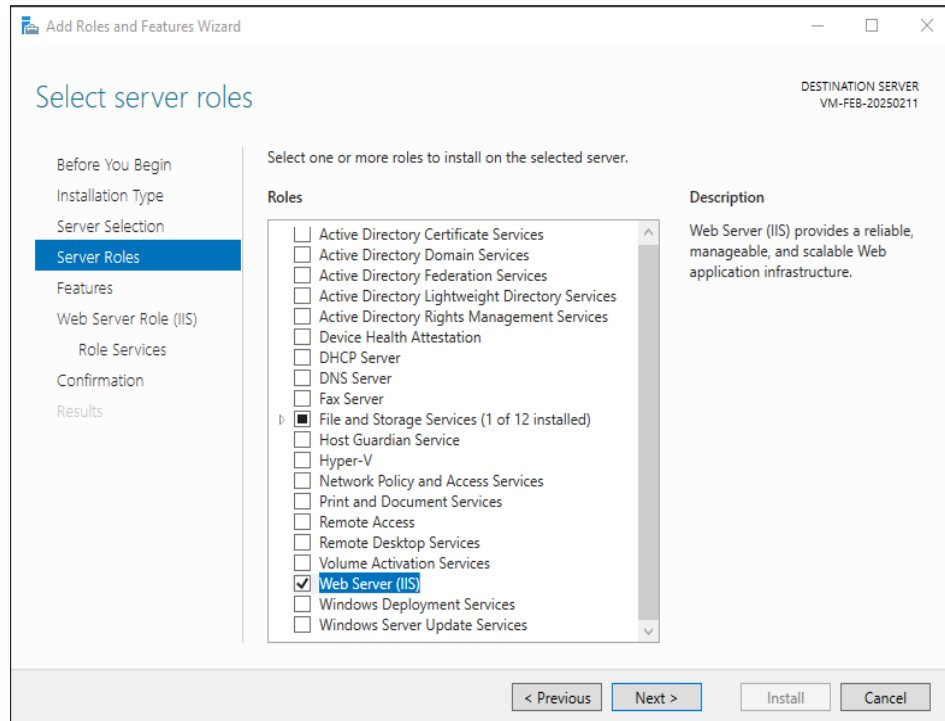 Add Roles and Features Wizard
Select server roles
DESTINATION SERVER
VM-FEB-20250211
Before You Begin
Installation Type
Server Selection
Server Roles
Features
Web Server Role (IIS)
Role Services
Confirmation
Results
Select one or more roles to install on the selected server.
Roles
Active Directory Certificate Services
Active Directory Domain Services
Active Directory Federation Services
Active Directory Lightweight Directory Services
Active Directory Rights Management Services
Device Health Attestation
DHCP Server
DNS Server
Fax Server
File and Storage Services (1 of 12 installed)
Host Guardian Service
Hyper-V
Network Policy and Access Services
Print and Document Services
Remote Access
Remote Desktop Services
Volume Activation Services
Web Server (IIS)
Windows Deployment Services
Windows Server Update Services
Description
Web Server (IIS) provides a reliable,
manageable, and scalable Web
application infrastructure.
< Previous
Next >
Install
Cancel